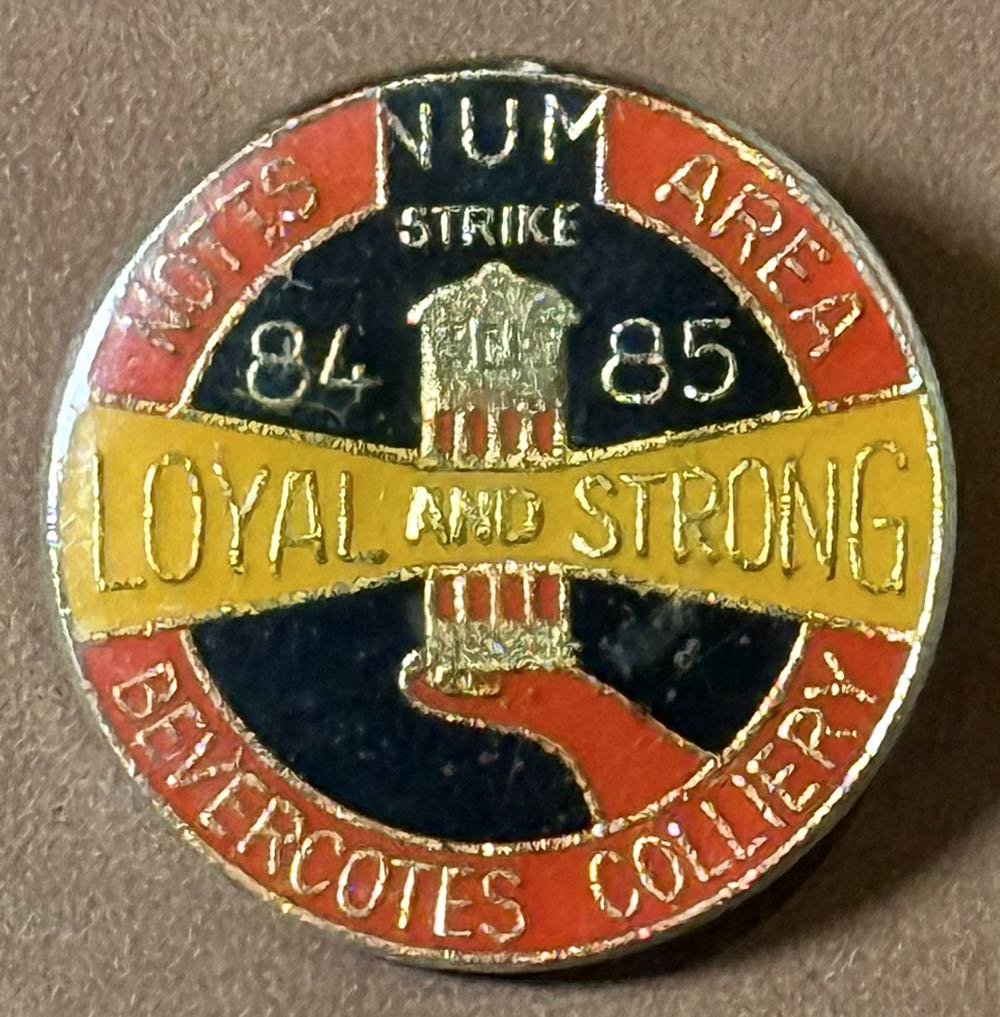 NUM
NOTTS AREA
STRIKE
84 85
LOYAL AND STRONG
BEVERCOTES COLLIERY